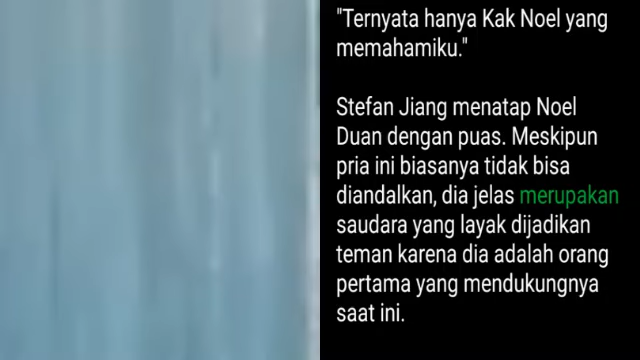 "Ternyata hanya Kak Noel yang
memahamiku."
Stefan Jiang menatap Noel
Duan dengan puas. Meskipun
pria ini biasanya tidak bisa
diandalkan, dia jelas merupakan
saudara yang layak dijadikan
teman karena dia adalah orang
pertama yang mendukungnya
saat ini.